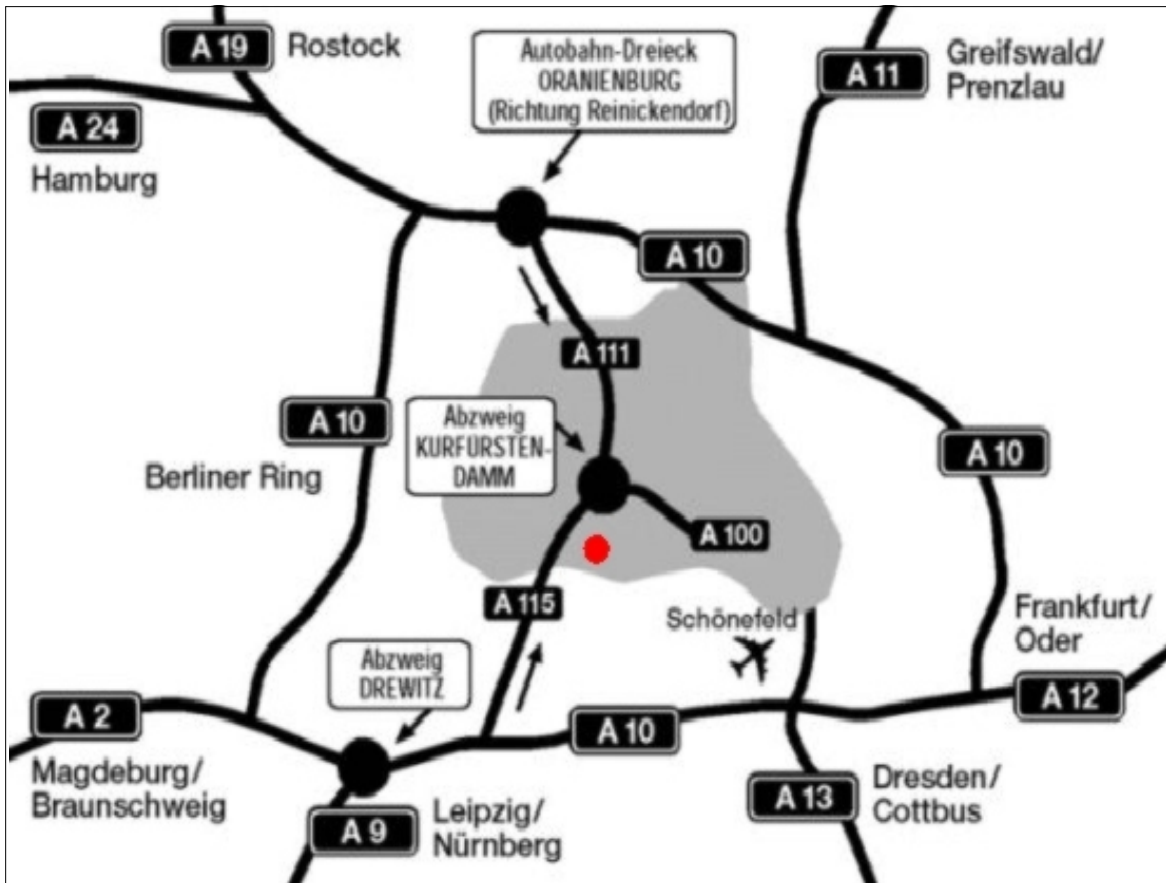 A 19
Rostock
Autobahn-Dreieck
ORANIENBURG
(Richtung Reinickendorf)
Greifswald/
Prenzlau
A 11
A 24
Hamburg
A 10
A 111
Abzweig
KURFÜRSTEN-
DAMM
A 10
Berliner Ring
A 10
A 100
A 115
Schönefeld
Frankfurt/
Oder
Abzweig
DREWITZ
A 2
A 12
A 10
Magdeburg/
Braunschweig
A 9
Leipzig/
Nürnberg
A 13
Dresden/
Cottbus